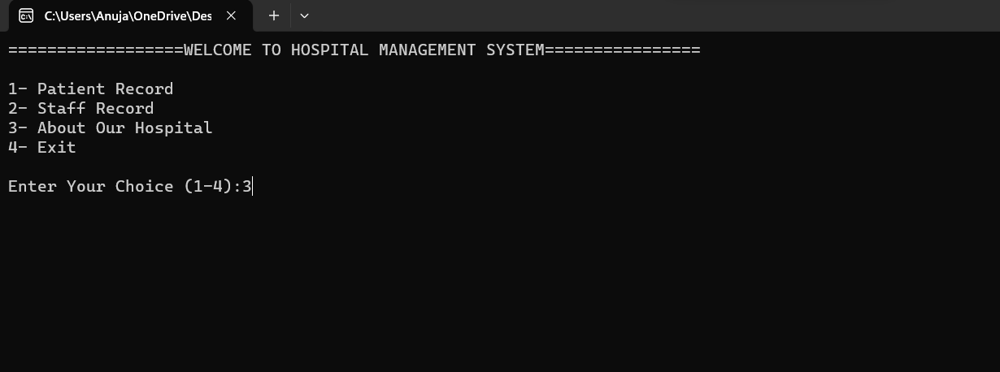 C:\Users\Anuja\OneDrive\Des
==================WELCOME TO HOSPITAL MANAGEMENT SYSTEM================
1- Patient Record
2- Staff Record
3- About Our Hospital
4- Exit
Enter Your Choice (1-4):3